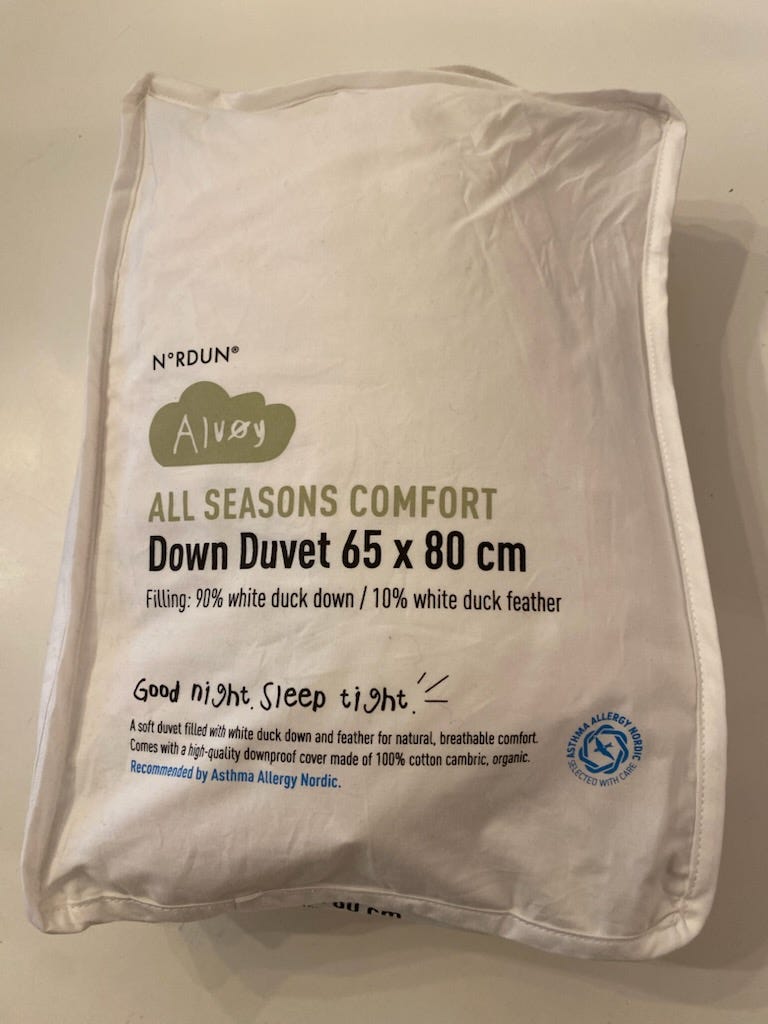 N°RDUN®
Alvøy
ALL SEASONS COMFORT
Down Duvet 65 x 80 cm
Filling: 90% white duck down / 10% white duck feather
Good night. Sleep tight.
A soft duvet filled with white duck down and feather for natural, breathable comfort.
Comes with a high-quality downproof cover made of 100% cotton cambric, organic.
Recommended by Asthma Allergy Nordic.
ASTHMA ALLERGY NORDIC
SELECTED WITH CARE
80 cm